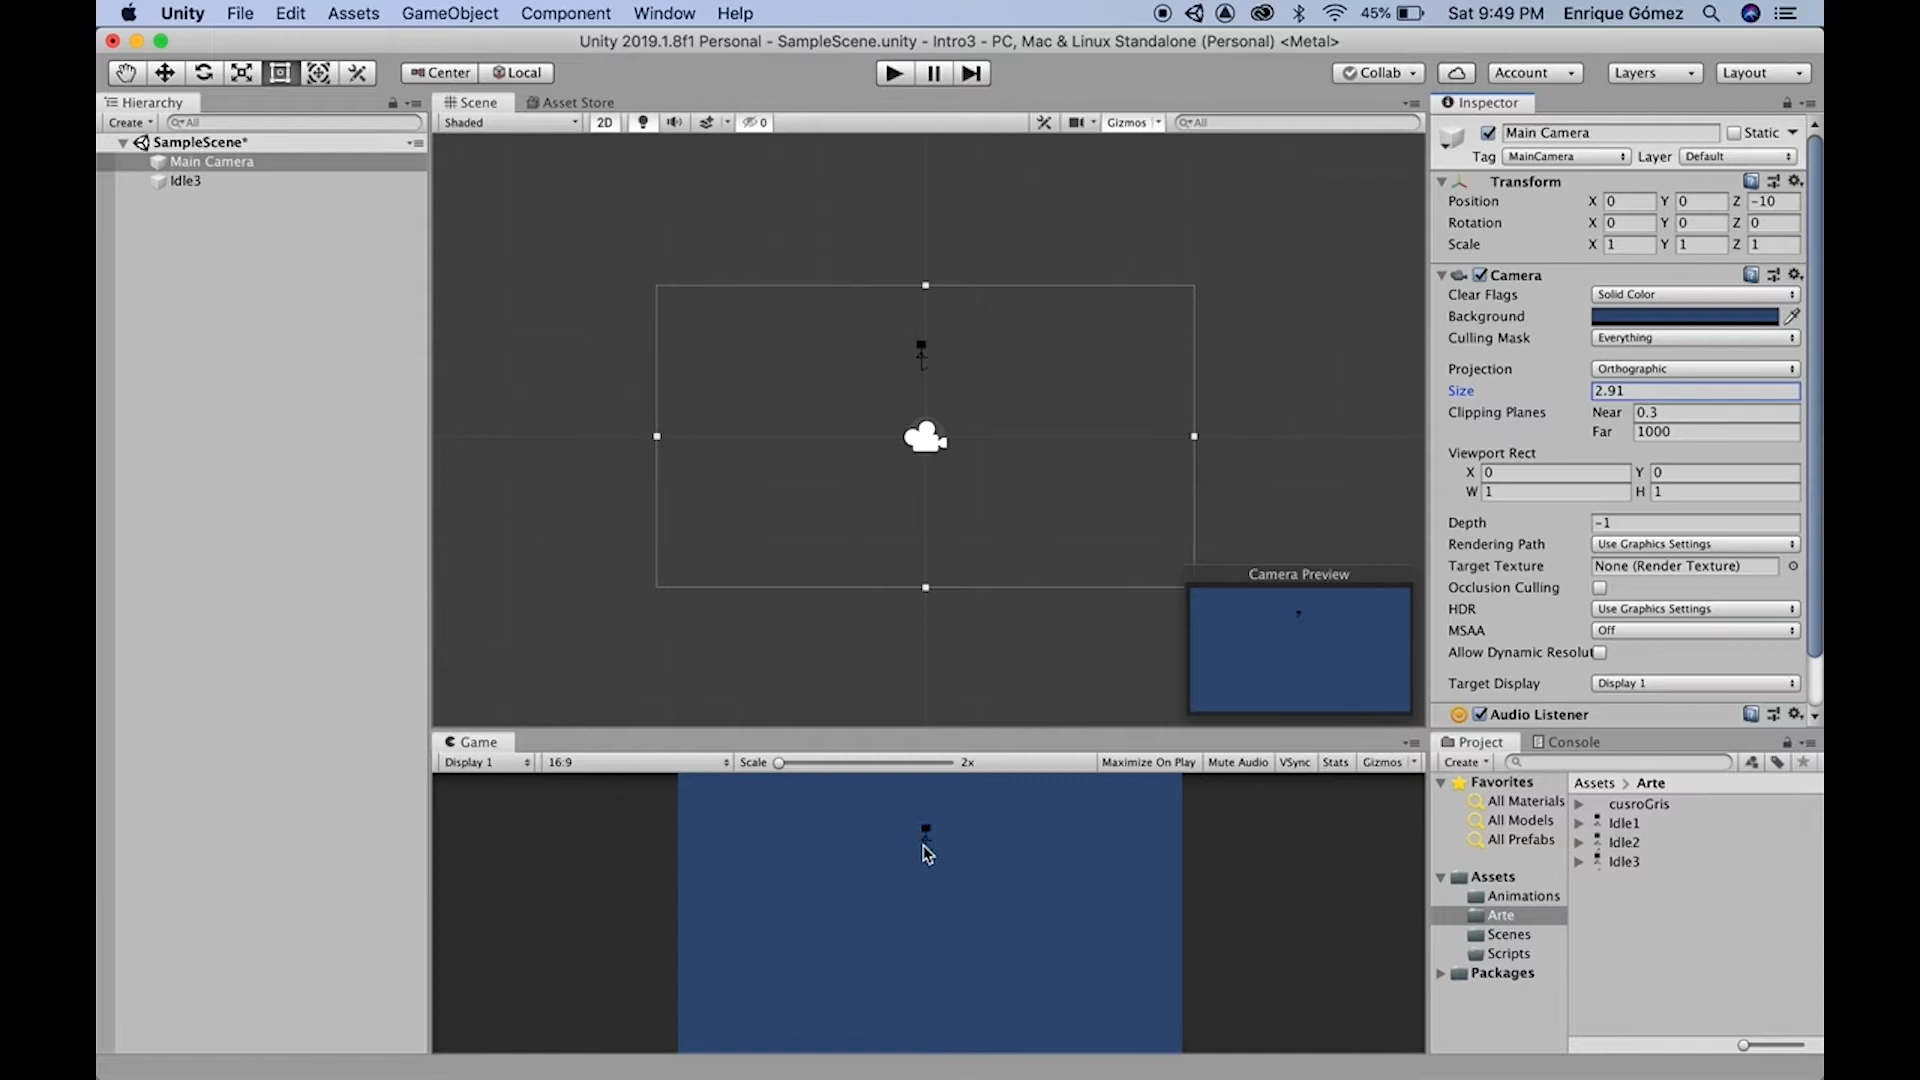 Unity File Edit Assets GameObject Component Window Help 45% Sat 9:49 PM Enrique Gómez
Unity 2019.1.8f1 Personal - SampleScene.unity - Intro3 - PC, Mac & Linux Standalone (Personal) <Metal>
Center Local Collab Account Layers Layout
Hierarchy
Create All
SampleScene*
Main Camera
Idle3
Scene Asset Store
Shaded 2D 0 Gizmos All
Camera Preview
Game
Display 1 16:9 Scale 2x Maximize On Play Mute Audio VSync Stats Gizmos
Inspector
Main Camera Static
Tag MainCamera Layer Default
Transform
Position X 0 Y 0 Z -10
Rotation X 0 Y 0 Z 0
Scale X 1 Y 1 Z 1
Camera
Clear Flags Solid Color
Background
Culling Mask Everything
Projection Orthographic
Size 2.91
Clipping Planes Near 0.3
Far 1000
Viewport Rect
X 0 Y 0
W 1 H 1
Depth -1
Rendering Path Use Graphics Settings
Target Texture None (Render Texture)
Occlusion Culling
HDR Use Graphics Settings
MSAA Off
Allow Dynamic Resolut
Target Display Display 1
Audio Listener
Project Console
Create
Favorites
All Materials
All Models
All Prefabs
Assets
Animations
Arte
Scenes
Scripts
Packages
Assets > Arte
cusroGris
Idle1
Idle2
Idle3